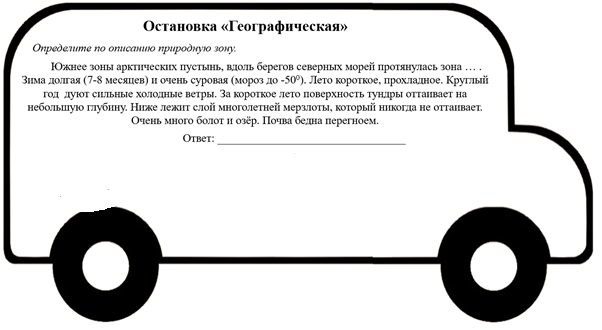 Остановка «Географическая»
Определите по описанию природную зону.
Южнее зоны арктических пустынь, вдоль берегов северных морей протянулась зона … .
Зима долгая (7-8 месяцев) и очень суровая (мороз до -50⁰). Лето короткое, прохладное. Круглый
год дуют сильные холодные ветры. За короткое лето поверхность тундры оттаивает на
небольшую глубину. Ниже лежит слой многолетней мерзлоты, который никогда не оттаивает.
Очень много болот и озёр. Почва бедна перегноем.
Ответ: ________________________________